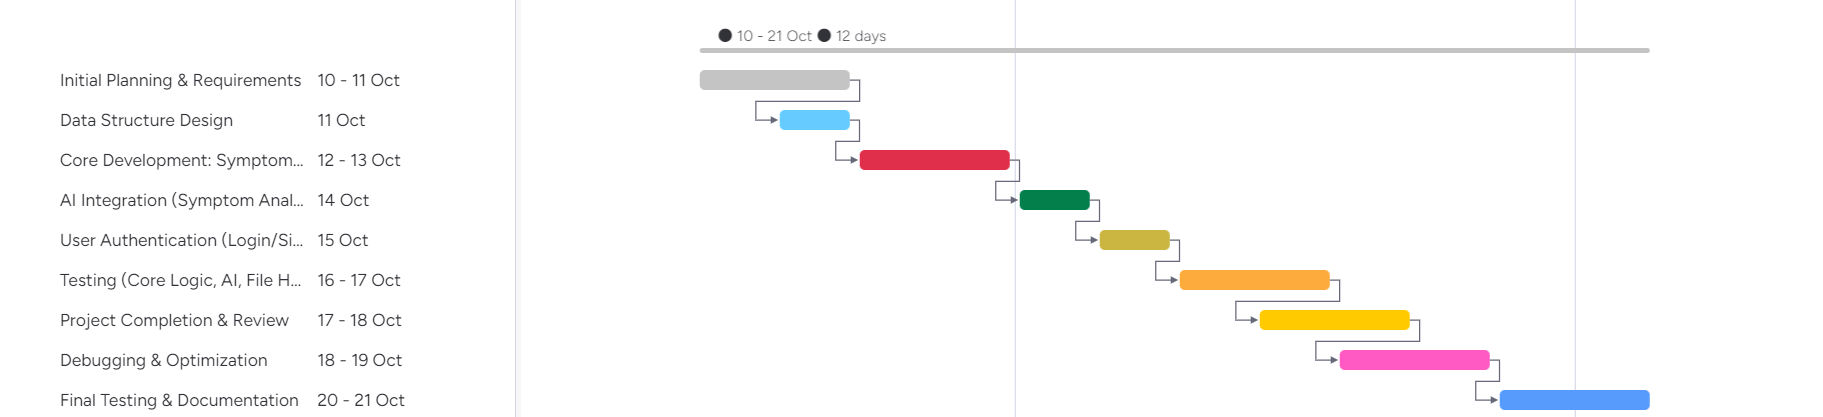 ● 10 - 21 Oct ● 12 days
Initial Planning & Requirements 10 - 11 Oct
Data Structure Design 11 Oct
Core Development: Symptom... 12 - 13 Oct
AI Integration (Symptom Anal... 14 Oct
User Authentication (Login/Si... 15 Oct
Testing (Core Logic, AI, File H... 16 - 17 Oct
Project Completion & Review 17 - 18 Oct
Debugging & Optimization 18 - 19 Oct
Final Testing & Documentation 20 - 21 Oct